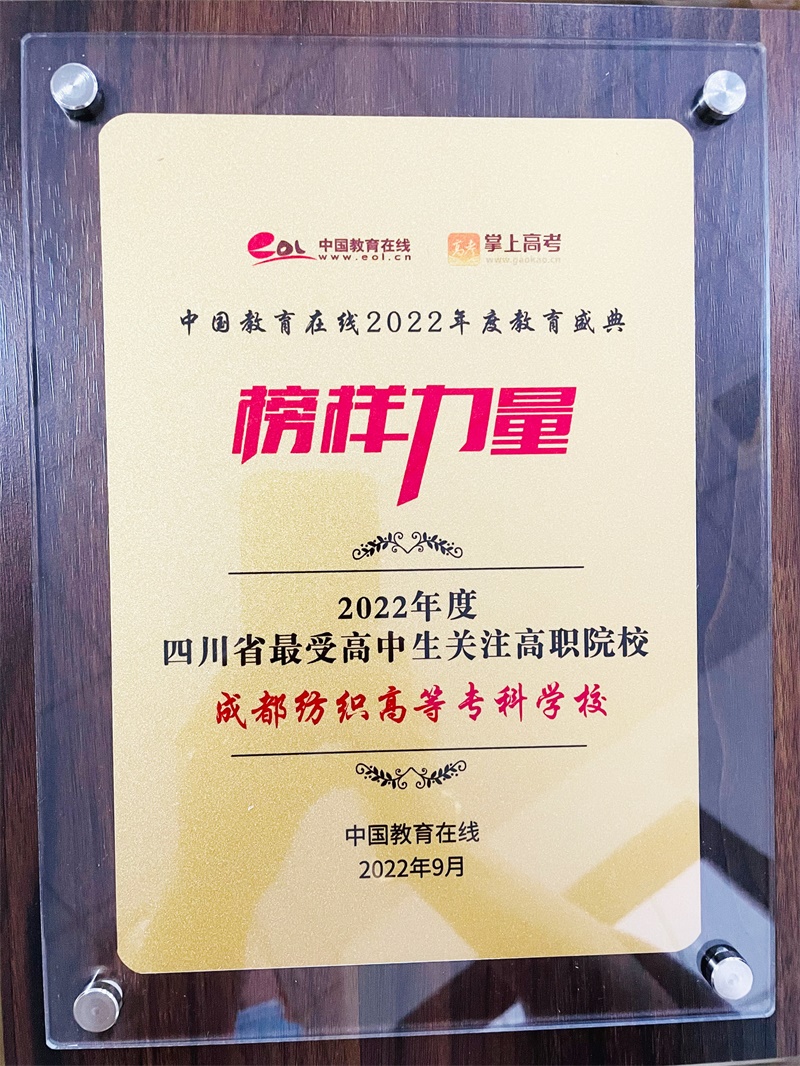 eol 中国教育在线 高考 掌上高考
www.eol.cn www.gaokao.cn
中国教育在线2022年度教育盛典
榜样力量
2022年度
四川省最受高中生关注高职院校
成都纺织高等专科学校
中国教育在线
2022年9月